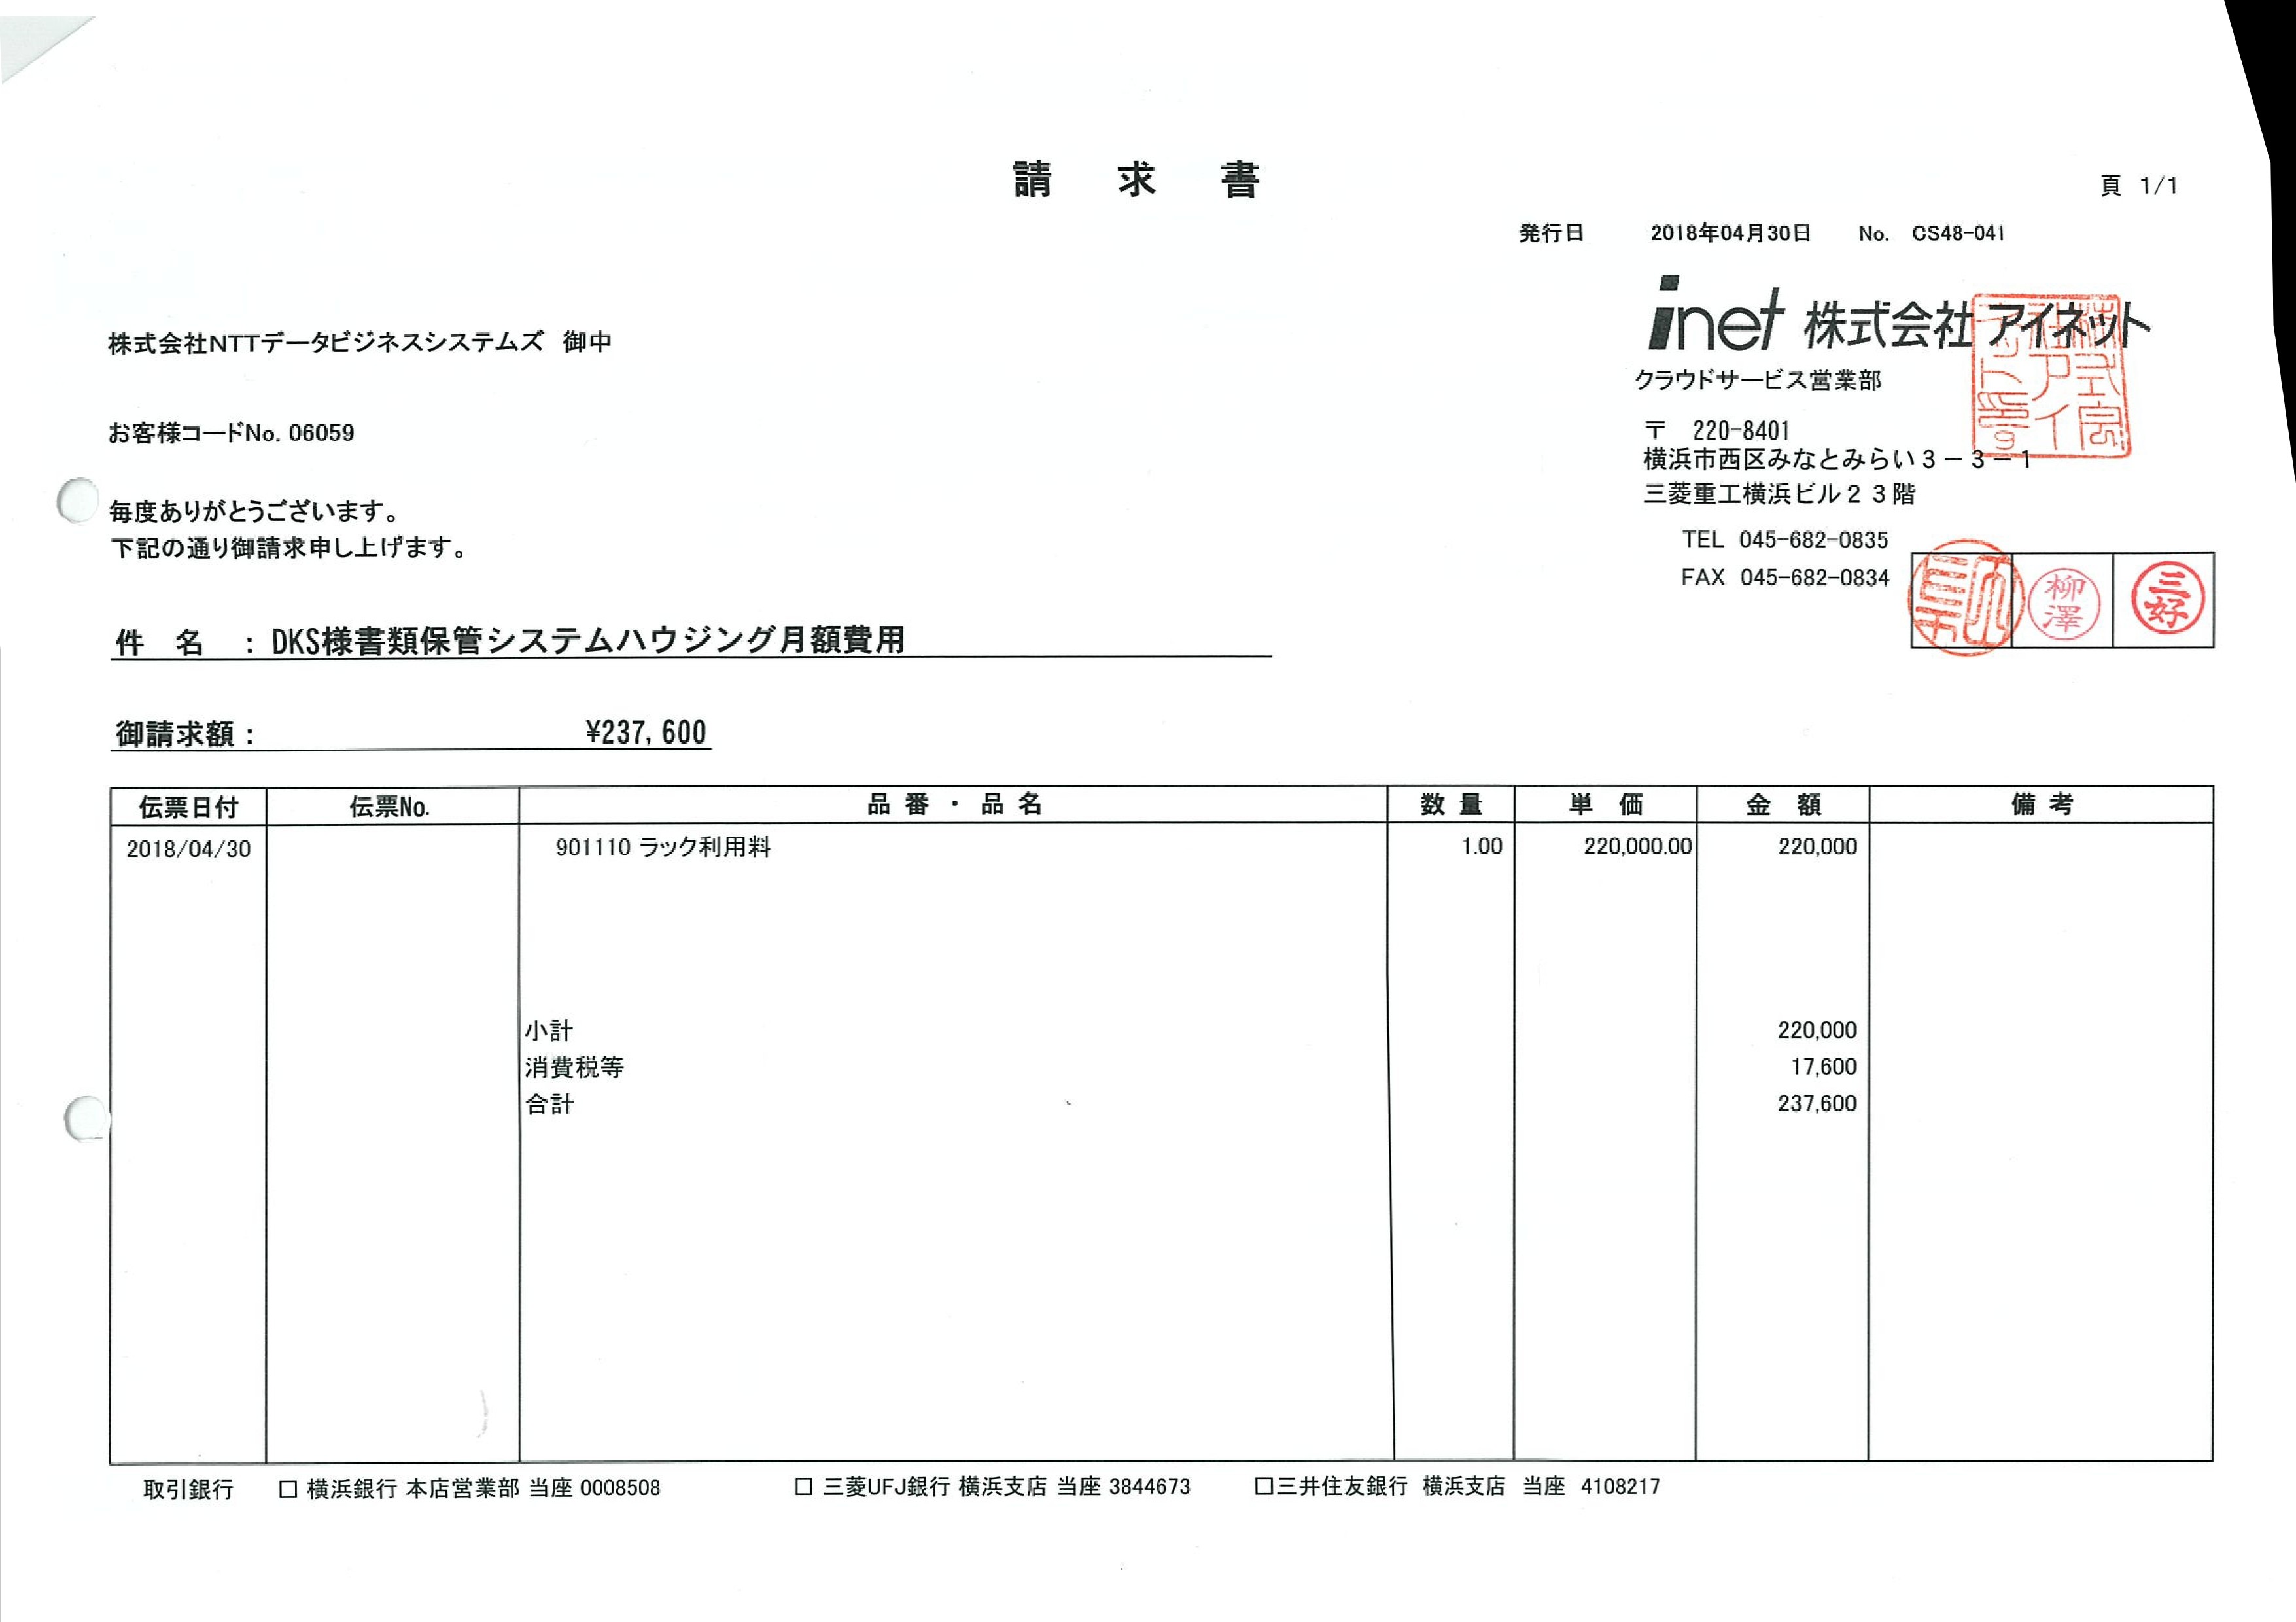 請 求 書
頁 1/1
発行日 2018年04月30日 No. CS48-041
inet 株式会社アイネット
株式会社NTTデータビジネスシステムズ 御中
クラウドサービス営業部
お客様コードNo. 06059
〒 220-8401
横浜市西区みなとみらい3-3-1
三菱重工横浜ビル23階
毎度ありがとうございます。
下記の通り御請求申し上げます。
TEL 045-682-0835
FAX 045-682-0834
柳澤
三好
件 名 : DKS様書類保管システムハウジング月額費用
御請求額: ¥237,600
伝票日付 伝票No. 品 番 ・ 品 名 数 量 単 価 金 額 備 考
2018/04/30 901110 ラック利用料 1.00 220,000.00 220,000
小計 220,000
消費税等 17,600
合計 237,600
取引銀行 □ 横浜銀行 本店営業部 当座 0008508 □ 三菱UFJ銀行 横浜支店 当座 3844673 □三井住友銀行 横浜支店 当座 4108217